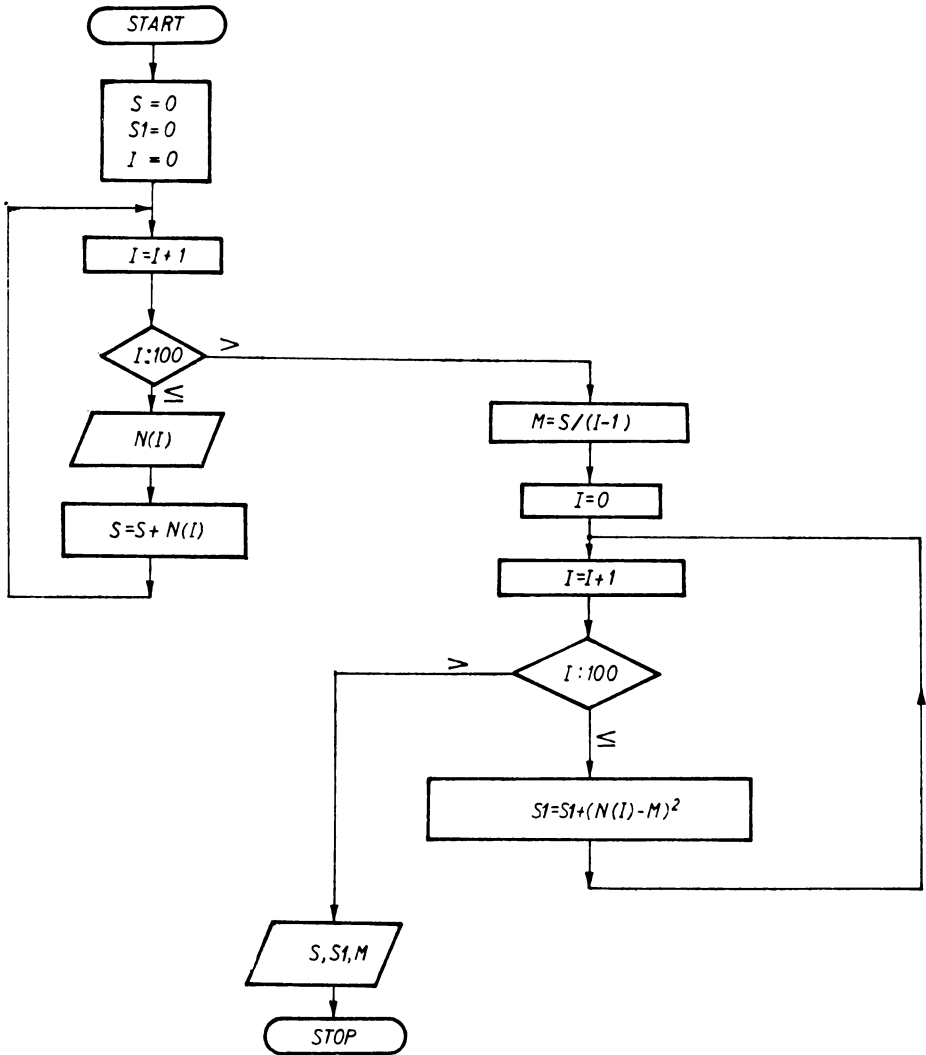 START
S = 0
S1=0
I = 0
I=I+1
I:100
>
≤
N(I)
S=S+ N(I)
M=S/(I-1)
I=0
I=I+1
I:100
>
≤
S1=S1+(N(I)-M)²
S,S1,M
STOP